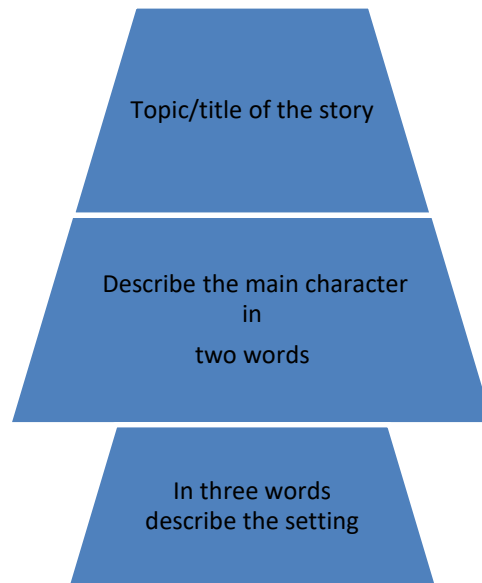 Topic/title of the story
Describe the main character
in
two words
In three words
describe the setting